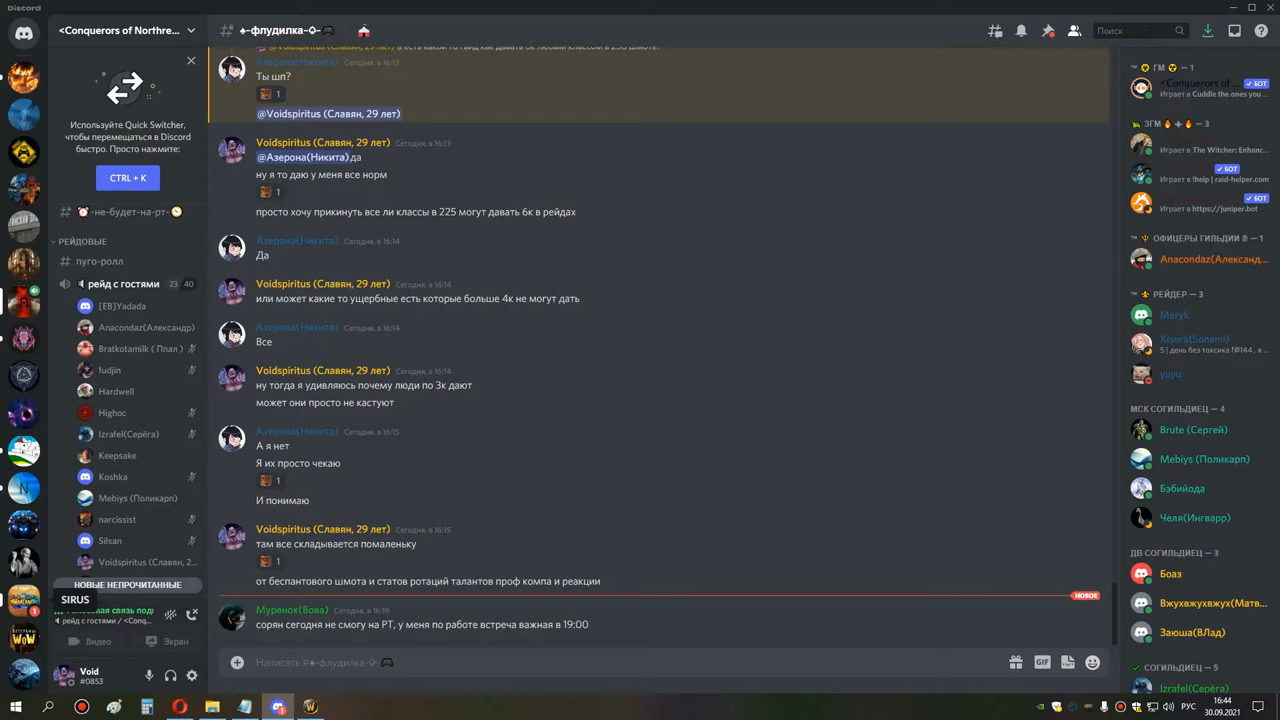 Discord
<Conquerors of Northre...
♠-флудилка-♤-🎮
Поиск
Используйте Quick Switcher,
чтобы перемещаться в Discord
быстро. Просто нажмите:
CTRL + K
-не-будет-на-рт-
РЕЙДОВЫЕ
пуго-ролл
рейд с гостями 23 40
[EB]Yadada
Anacondaz(Александр)
Bratkotamilk ( Ппал )
fudjin
Hardwell
Highoc
Izrafel(Серёга)
Keepsake
Koshka
Mebiys (Поликарп)
narcissist
Silsan
Voidspiritus (Славян, 2...
НОВЫЕ НЕПРОЧИТАННЫЕ
SIRUS
связь подк
рейд с гостями / <Conq...
Видео Экран
Void
#0853
Азерона(Никита) Сегодня, в 16:13
Ты шп?
1
@Voidspiritus (Славян, 29 лет)
Voidspiritus (Славян, 29 лет) Сегодня, в 16:13
@Азерона(Никита) да
ну я то даю у меня все норм
1
просто хочу прикинуть все ли классы в 225 могут давать 6к в рейдах
Азерона(Никита) Сегодня, в 16:14
Да
Voidspiritus (Славян, 29 лет) Сегодня, в 16:14
или может какие то ущербные есть которые больше 4к не могут дать
Азерона(Никита) Сегодня, в 16:14
Все
Voidspiritus (Славян, 29 лет) Сегодня, в 16:14
ну тогда я удивляюсь почему люди по 3к дают
может они просто не кастуют
Азерона(Никита) Сегодня, в 16:15
А я нет
Я их просто чекаю
1
И понимаю
Voidspiritus (Славян, 29 лет) Сегодня, в 16:15
там все складывается помаленьку
1
от беспантового шмота и статов ротаций талантов проф компа и реакции
НОВОЕ
Муренок(Вова) Сегодня, в 16:19
сорян сегодня не смогу на РТ, у меня по работе встреча важная в 19:00
Написать #♠-флудилка-♤-🎮
GIF
ГМ — 1
<Conquerors of ... БОТ
Играет в Cuddle the ones you ...
ЗГМ — 3
Играет в The Witcher: Enhanc...
БОТ
Играет в !help | raid-helper.com
БОТ
Играет в https://juniper.bot
ОФИЦЕРЫ ГИЛЬДИИ — 1
Anacondaz(Александ...
РЕЙДЕР — 3
Meryk
Xisera(Sonanii)
5 | день без токсика №144 , я ...
yuyu
МСК СОГИЛЬДИЕЦ — 4
Brute (Сергей)
Mebiys (Поликарп)
Бэбийода
Челя(Ингварр)
ДВ СОГИЛЬДИЕЦ — 3
Боаз
Вжухвжухвжух(Матв...
Заюша(ВЛад)
СОГИЛЬДИЕЦ — 5
Izrafel(Серёга)
РУС
16:44
30.09.2021